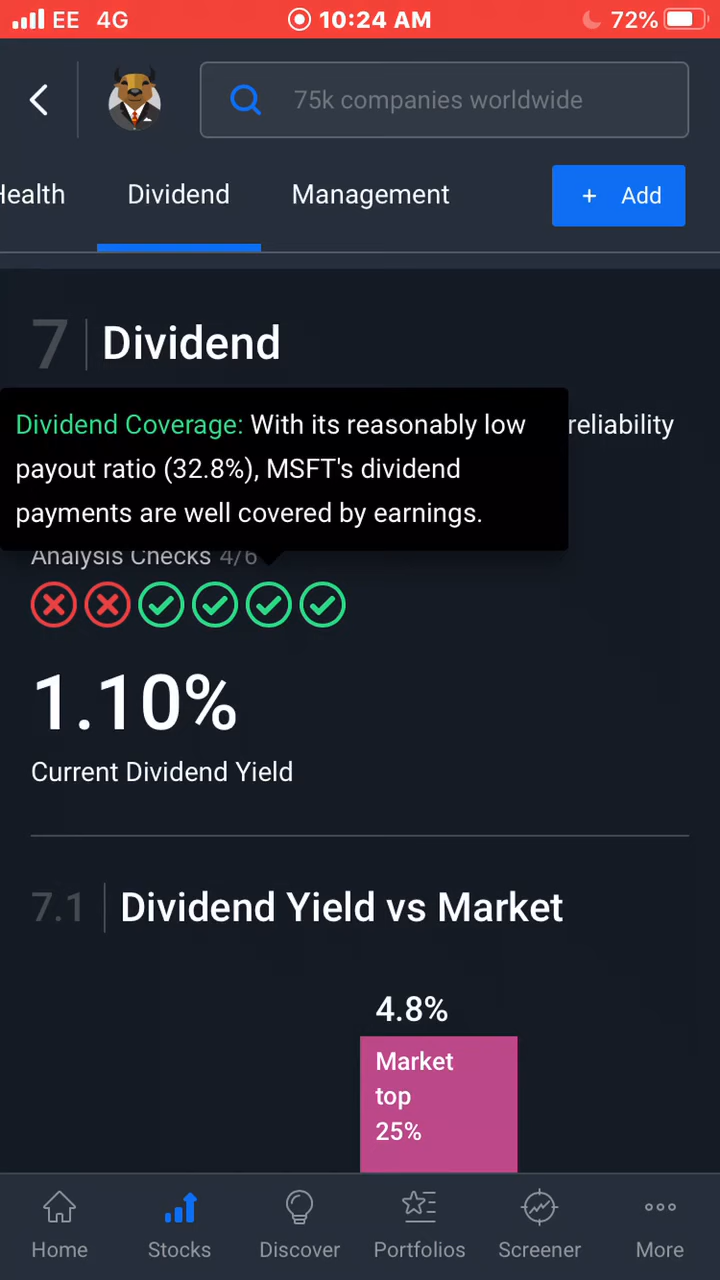 EE 4G 10:24 AM 72%
75k companies worldwide
Health Dividend Management + Add
7 Dividend
Dividend Coverage: With its reasonably low reliability
payout ratio (32.8%), MSFT's dividend
payments are well covered by earnings.
Analysis Checks 4/6
1.10%
Current Dividend Yield
7.1 Dividend Yield vs Market
4.8%
Market
top
25%
Home Stocks Discover Portfolios Screener More